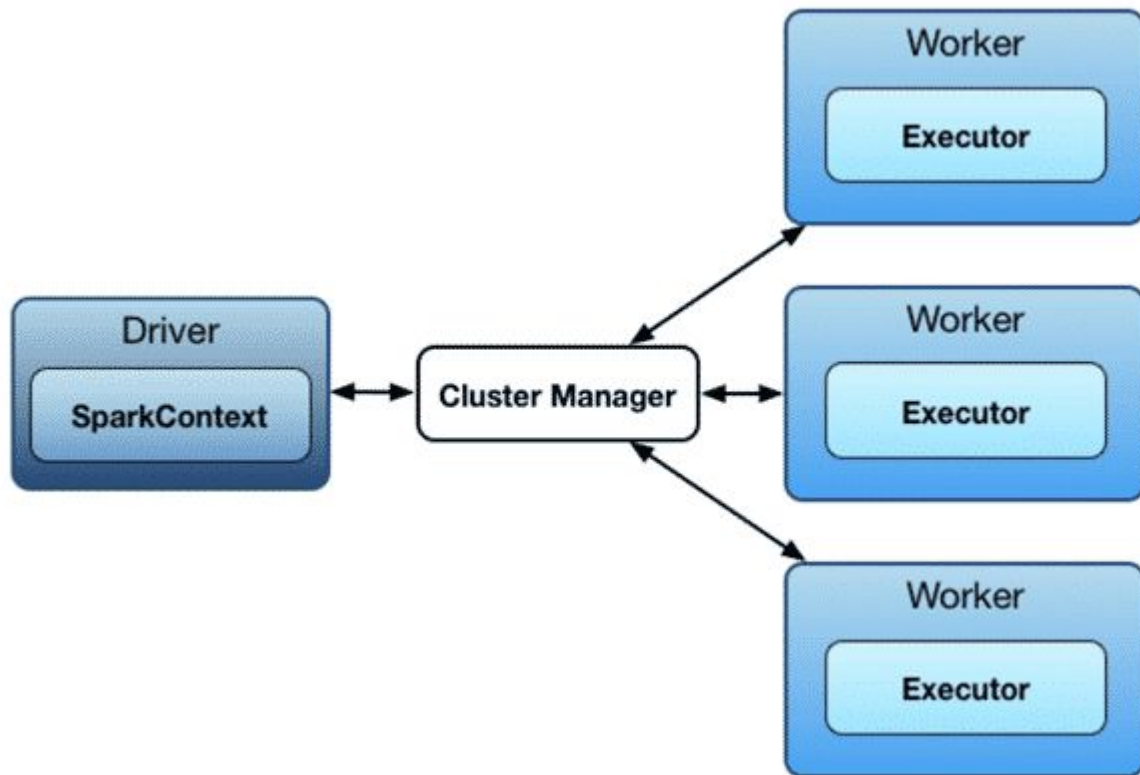 Driver
SparkContext
Cluster Manager
Worker
Executor
Worker
Executor
Worker
Executor